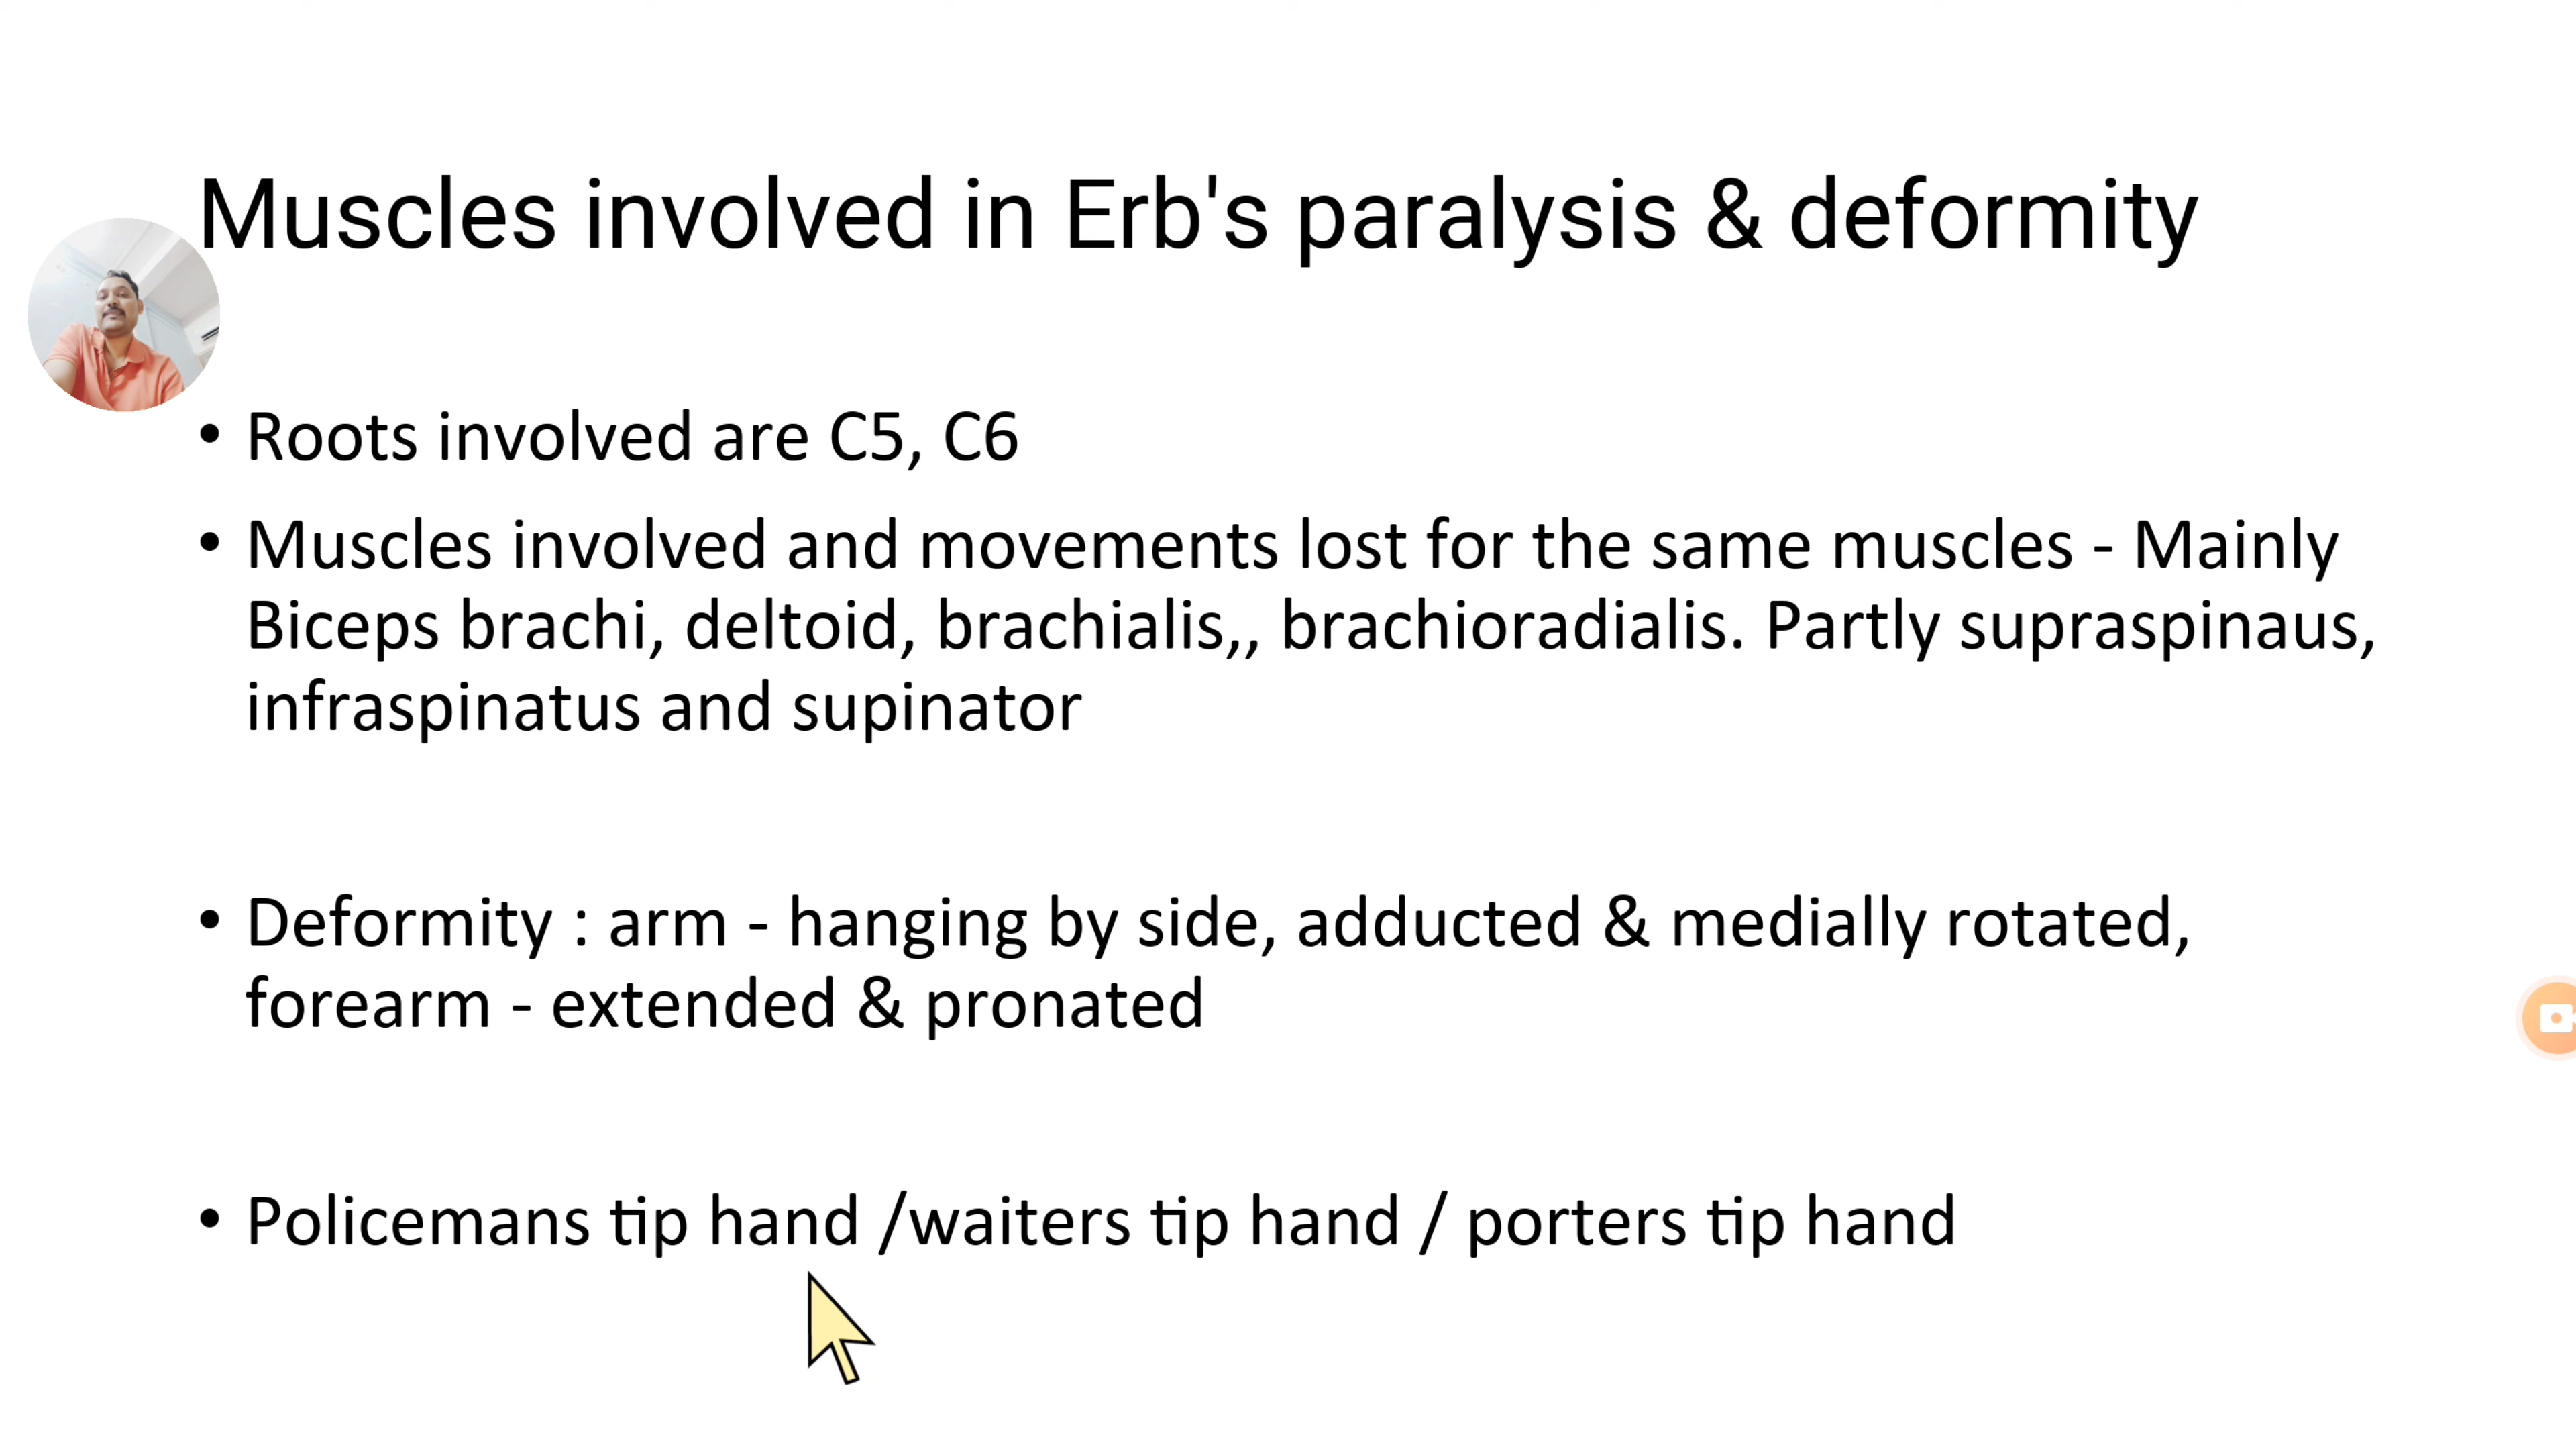 Muscles involved in Erb's paralysis & deformity
• Roots involved are C5, C6
• Muscles involved and movements lost for the same muscles - Mainly
Biceps brachi, deltoid, brachialis,, brachioradialis. Partly supraspinaus,
infraspinatus and supinator
• Deformity : arm - hanging by side, adducted & medially rotated,
forearm - extended & pronated
• Policemans tip hand /waiters tip hand / porters tip hand